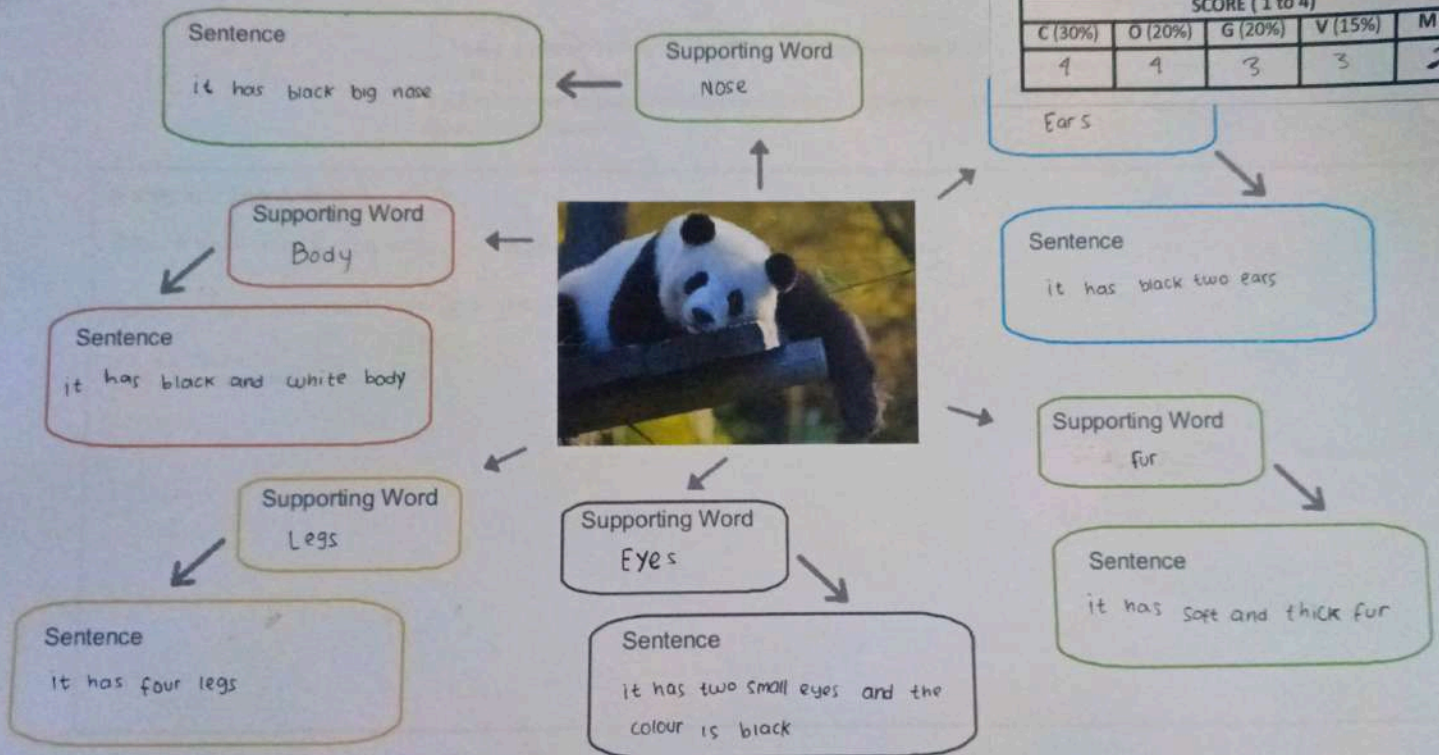 SCORE (1 to 4)
C (30%) O (20%) G (20%) V (15%) M
4 4 3 3
Sentence
it has black big nose
Supporting Word
Nose
Ears
Supporting Word
Body
Sentence
it has black and white body
Sentence
it has black two ears
Supporting Word
Legs
Sentence
it has four legs
Supporting Word
Eyes
Sentence
it has two small eyes and the
colour is black
Supporting Word
fur
Sentence
it has soft and thick fur